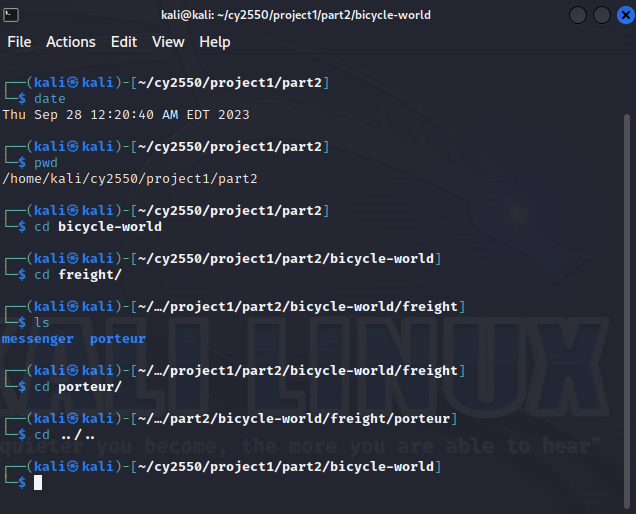 kali@kali: ~/cy2550/project1/part2/bicycle-world
File Actions Edit View Help
┌──(kali㉿kali)-[~/cy2550/project1/part2]
└─$ date
Thu Sep 28 12:20:40 AM EDT 2023
┌──(kali㉿kali)-[~/cy2550/project1/part2]
└─$ pwd
/home/kali/cy2550/project1/part2
┌──(kali㉿kali)-[~/cy2550/project1/part2]
└─$ cd bicycle-world
┌──(kali㉿kali)-[~/cy2550/project1/part2/bicycle-world]
└─$ cd freight/
┌──(kali㉿kali)-[~/…/project1/part2/bicycle-world/freight]
└─$ ls
messenger porteur
┌──(kali㉿kali)-[~/…/project1/part2/bicycle-world/freight]
└─$ cd porteur/
┌──(kali㉿kali)-[~/…/part2/bicycle-world/freight/porteur]
└─$ cd ../..
KALI LINUX
quieter you become, the more you are able to hear"
┌──(kali㉿kali)-[~/cy2550/project1/part2/bicycle-world]
└─$